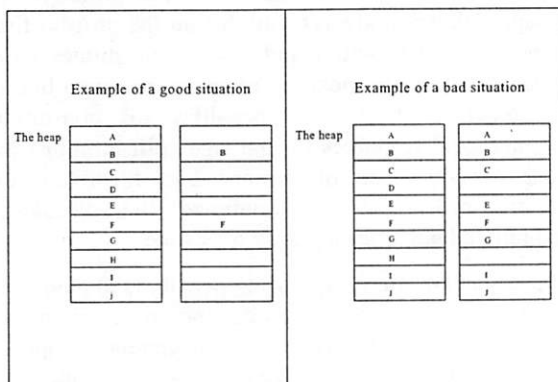 Example of a good situation
The heap
A
B
C
D
E
F
G
H
I
J
B
F
Example of a bad situation
The heap
A
B
C
D
E
F
G
H
I
J
A
B
C
E
F
G
I
J